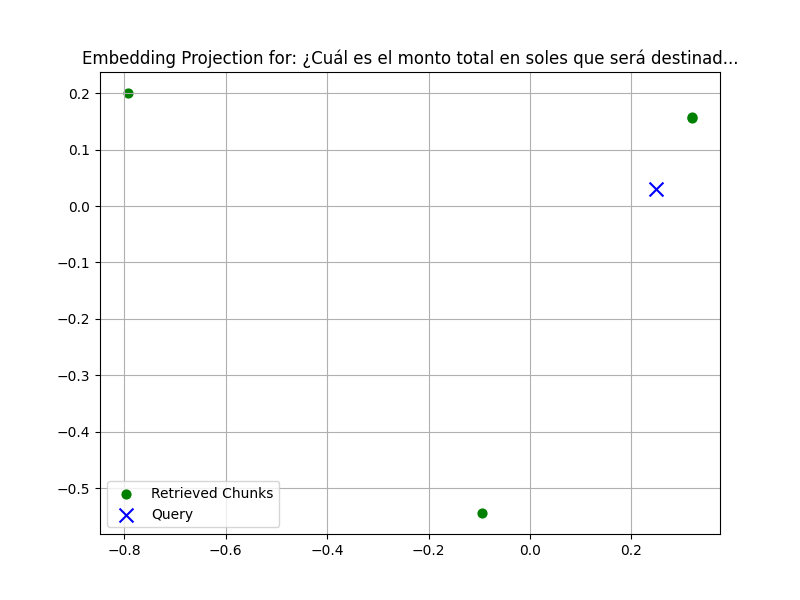 Embedding Projection for: ¿Cuál es el monto total en soles que será destinad...
0.2
0.1
0.0
−0.1
−0.2
−0.3
−0.4
−0.5
Retrieved Chunks
Query
−0.8 −0.6 −0.4 −0.2 0.0 0.2